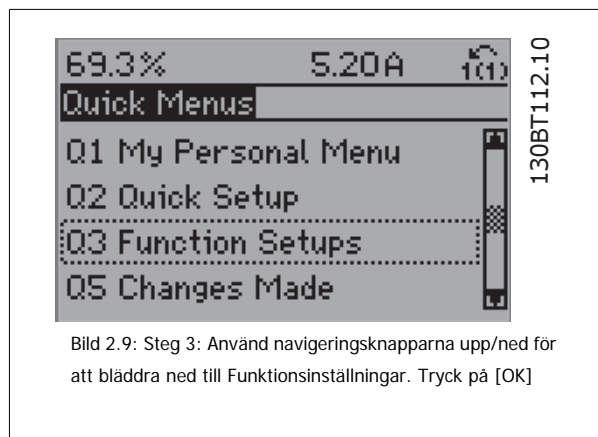 69.3% 5.20A 1(1)
Quick Menus
Q1 My Personal Menu
Q2 Quick Setup
Q3 Function Setups
Q5 Changes Made
130BT112.10
Bild 2.9: Steg 3: Använd navigeringsknapparna upp/ned för
att bläddra ned till Funktionsinställningar. Tryck på [OK]